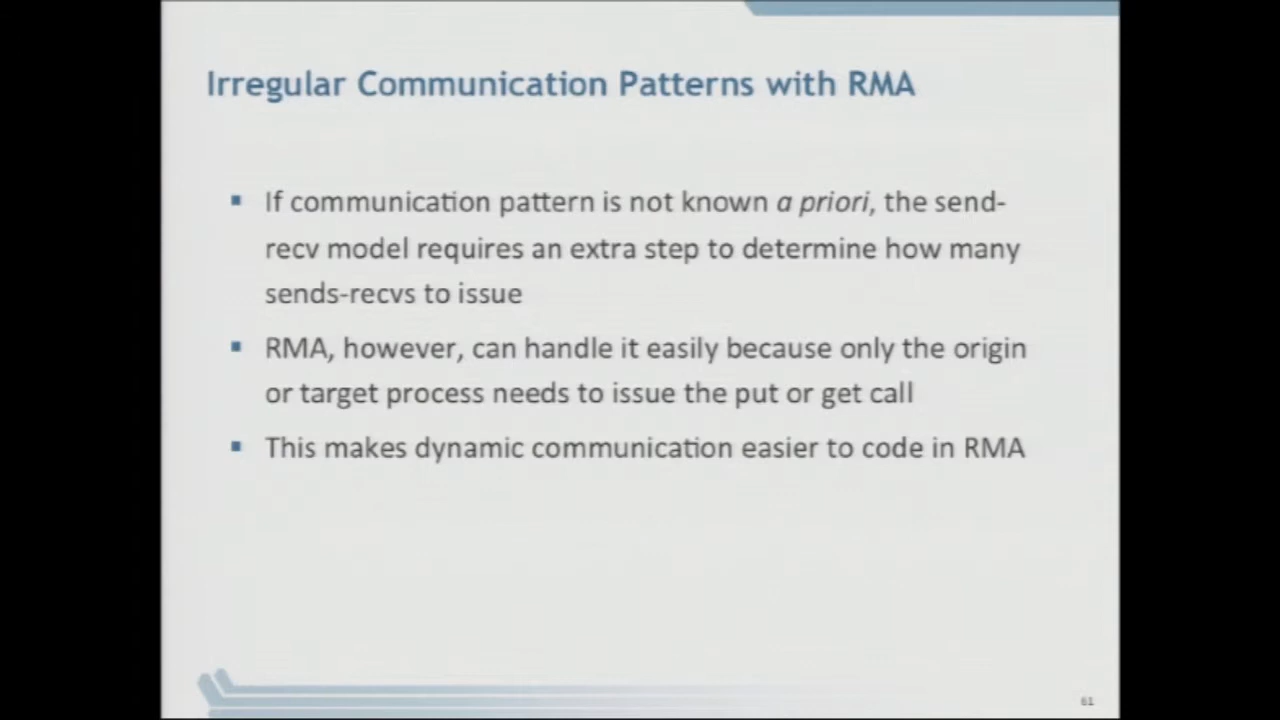 Irregular Communication Patterns with RMA
▪ If communication pattern is not known a priori, the send-
recv model requires an extra step to determine how many
sends-recvs to issue
▪ RMA, however, can handle it easily because only the origin
or target process needs to issue the put or get call
▪ This makes dynamic communication easier to code in RMA
61